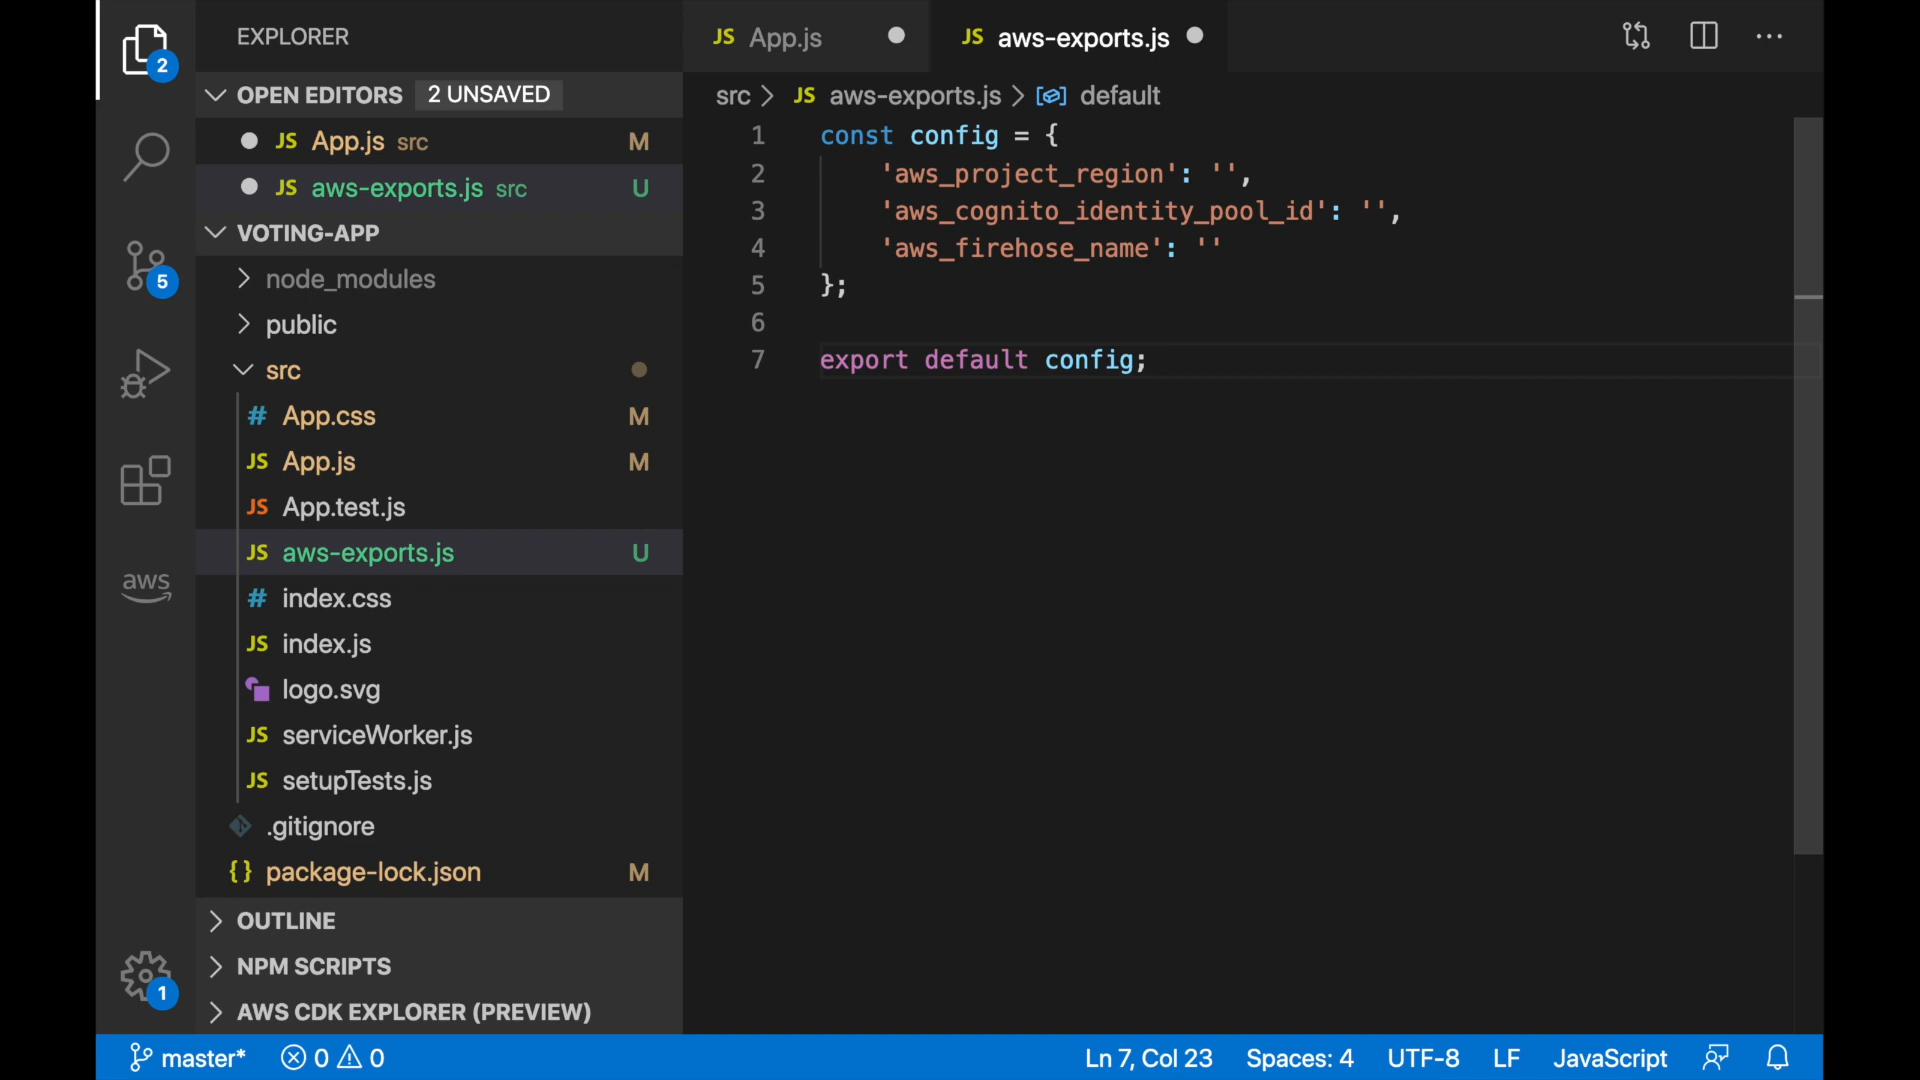 EXPLORER
2
OPEN EDITORS 2 UNSAVED
JS App.js src M
JS aws-exports.js src U
VOTING-APP
node_modules
public
src
# App.css M
JS App.js M
JS App.test.js
JS aws-exports.js U
# index.css
JS index.js
logo.svg
JS serviceWorker.js
JS setupTests.js
.gitignore
{} package-lock.json M
OUTLINE
NPM SCRIPTS
AWS CDK EXPLORER (PREVIEW)
5
aws
1
JS App.js
JS aws-exports.js
src > JS aws-exports.js > default
1 const config = {
2 'aws_project_region': '',
3 'aws_cognito_identity_pool_id': '',
4 'aws_firehose_name': ''
5 };
6
7 export default config;
master* 0 0
Ln 7, Col 23 Spaces: 4 UTF-8 LF JavaScript